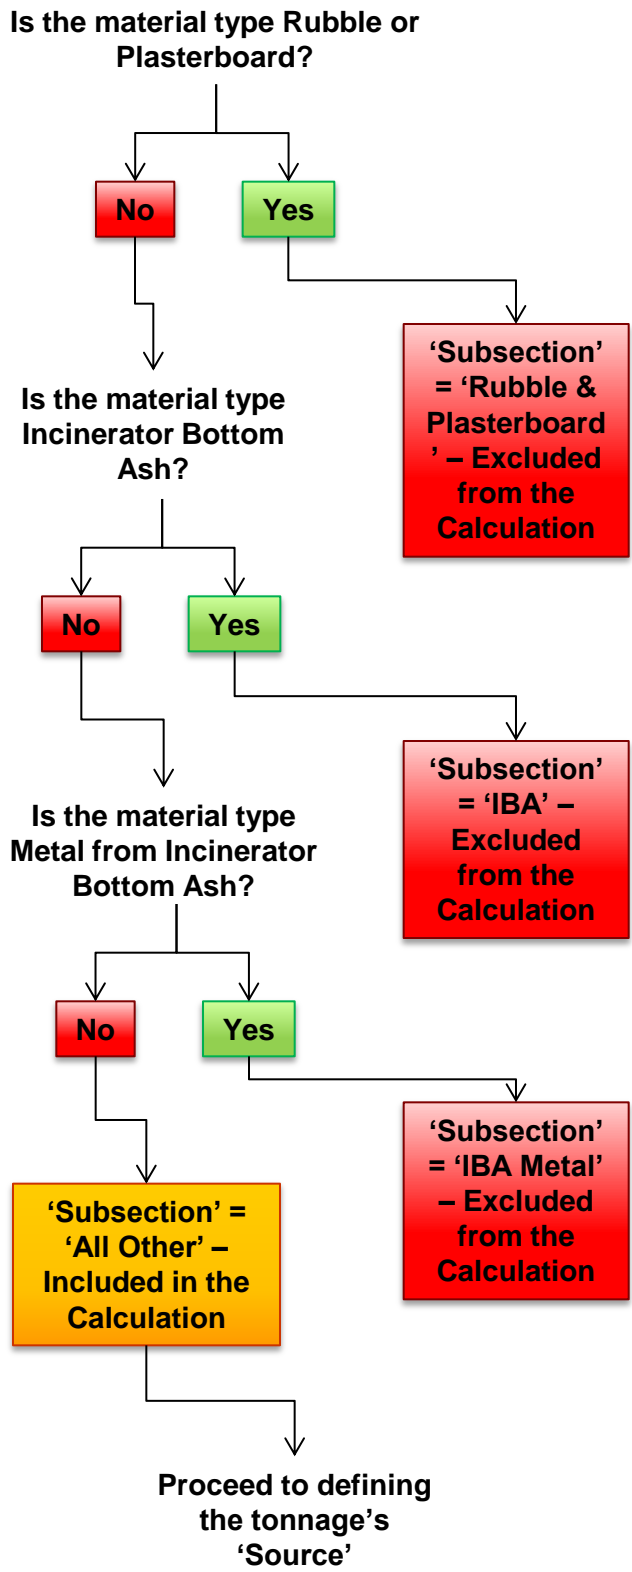 Is the material type Rubble or
Plasterboard?
No
Yes
‘Subsection’
= ‘Rubble &
Plasterboard
’ – Excluded
from the
Calculation
Is the material type
Incinerator Bottom
Ash?
No
Yes
‘Subsection’
= ‘IBA’ –
Excluded
from the
Calculation
Is the material type
Metal from Incinerator
Bottom Ash?
No
Yes
‘Subsection’
= ‘IBA Metal’
– Excluded
from the
Calculation
‘Subsection’ =
‘All Other’ –
Included in the
Calculation
Proceed to defining
the tonnage’s
‘Source’